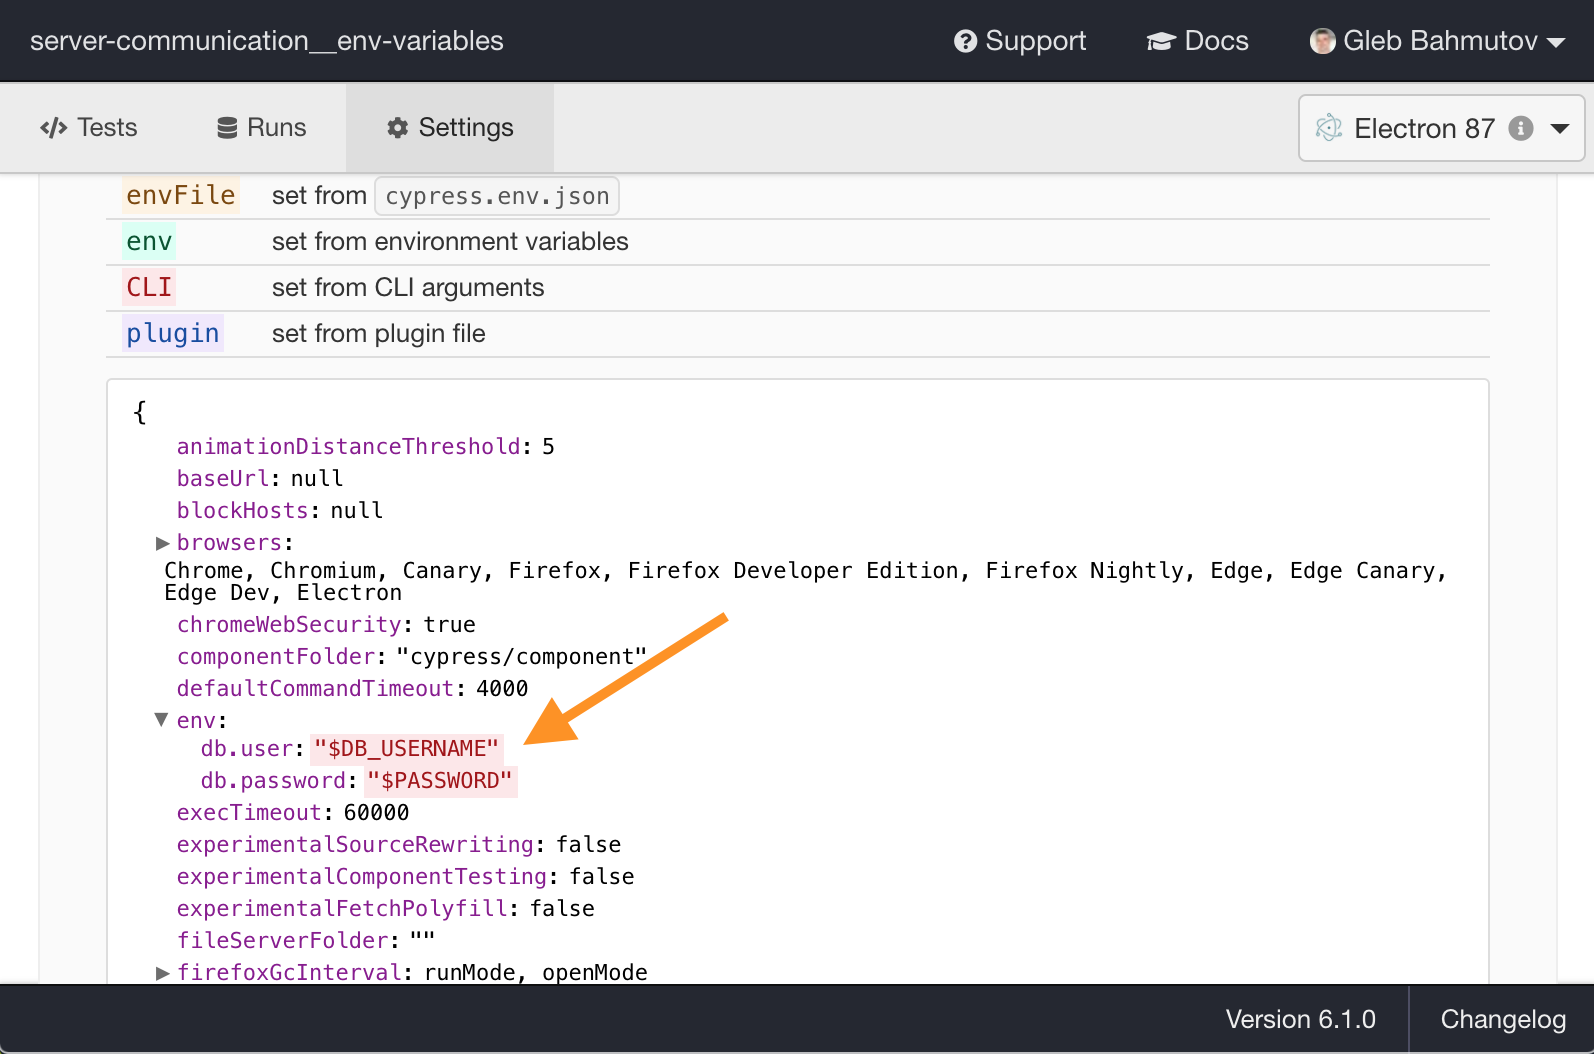 server-communication__env-variables Support Docs Gleb Bahmutov
Tests Runs Settings Electron 87
envFile set from cypress.env.json
env set from environment variables
CLI set from CLI arguments
plugin set from plugin file
{
animationDistanceThreshold: 5
baseUrl: null
blockHosts: null
browsers:
Chrome, Chromium, Canary, Firefox, Firefox Developer Edition, Firefox Nightly, Edge, Edge Canary,
Edge Dev, Electron
chromeWebSecurity: true
componentFolder: "cypress/component"
defaultCommandTimeout: 4000
env:
db.user: "$DB_USERNAME"
db.password: "$PASSWORD"
execTimeout: 60000
experimentalSourceRewriting: false
experimentalComponentTesting: false
experimentalFetchPolyfill: false
fileServerFolder: ""
firefoxGcInterval: runMode, openMode
Version 6.1.0 Changelog